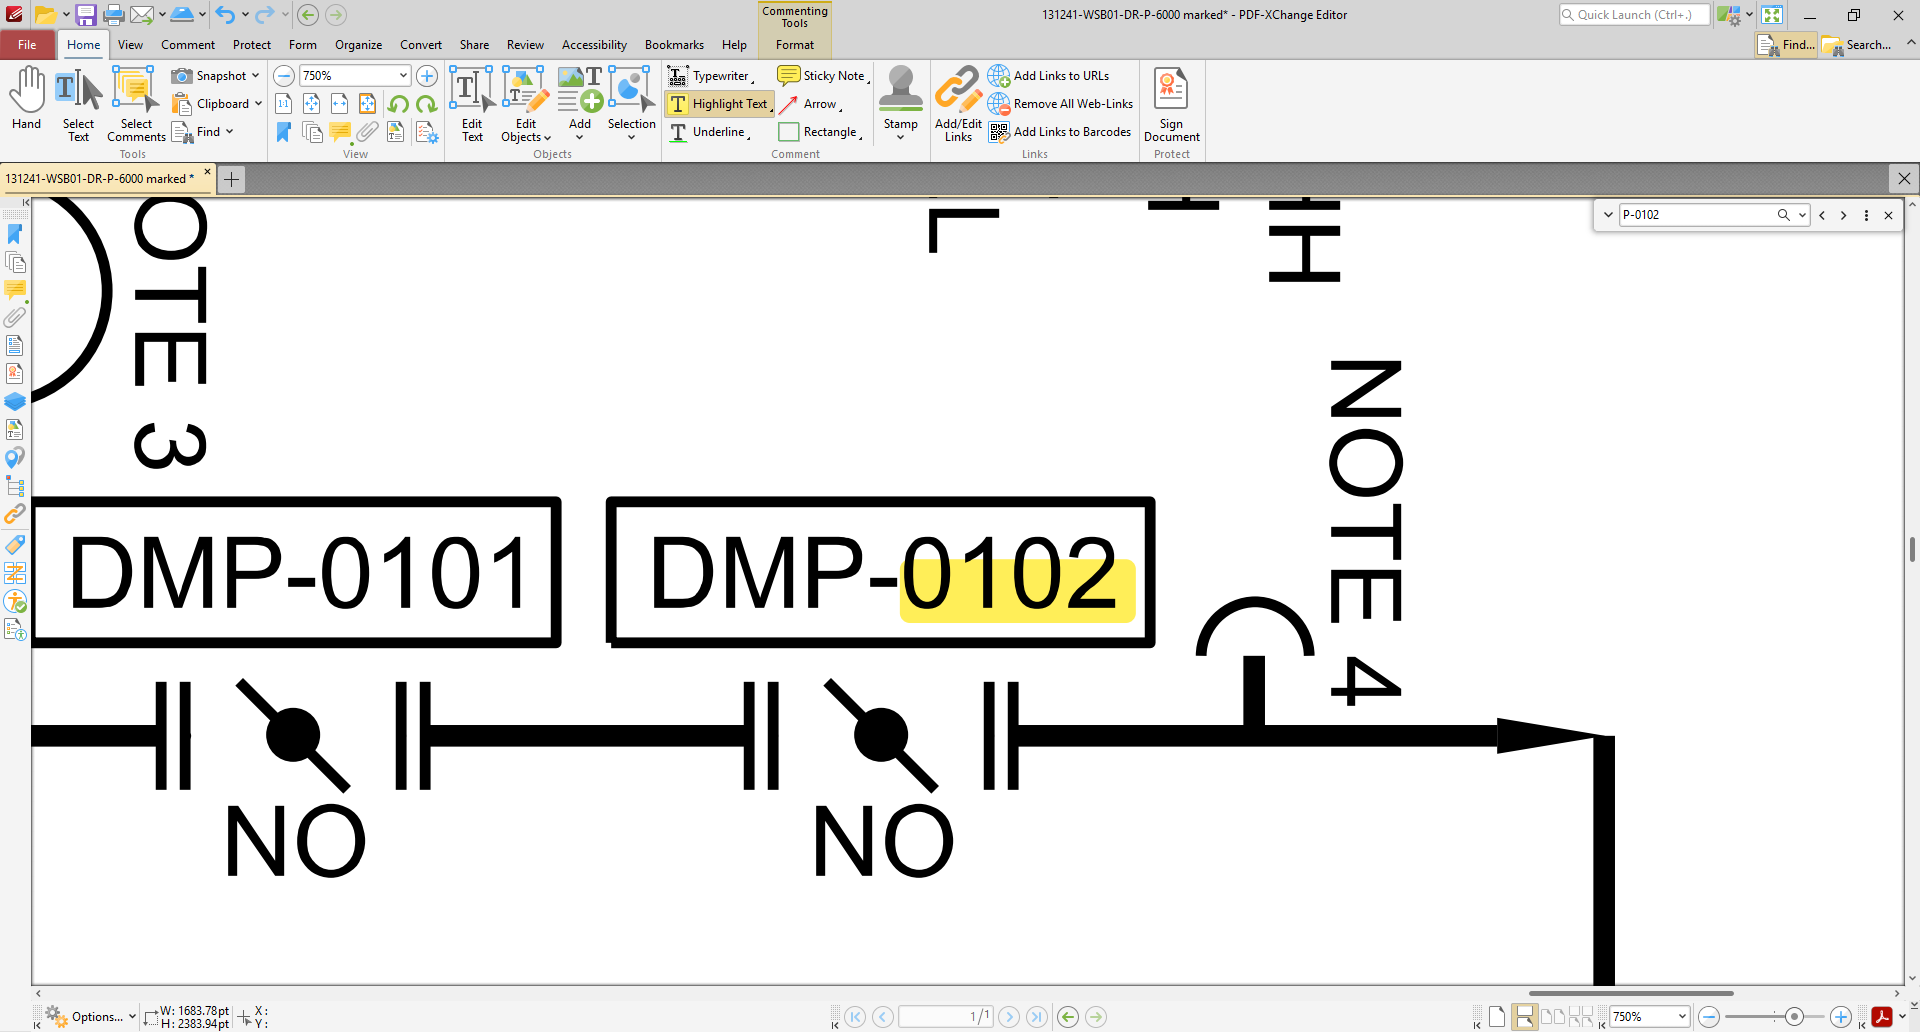 Commenting
Tools
131241-WSB01-DR-P-6000 marked* - PDF-XChange Editor
Quick Launch (Ctrl+.)
File
Home
View
Comment
Protect
Form
Organize
Convert
Share
Review
Accessibility
Bookmarks
Help
Format
Find...
Search...
Hand
Select
Text
Select
Comments
Snapshot
Clipboard
Find
Tools
750%
1:1
View
Edit
Text
Edit
Objects
Add
Selection
Objects
Typewriter
Highlight Text
Underline
Sticky Note
Arrow
Rectangle
Comment
Stamp
Add/Edit
Links
Add Links to URLs
Remove All Web-Links
Add Links to Barcodes
Links
Sign
Document
Protect
131241-WSB01-DR-P-6000 marked *
P-0102
OTE 3
L
H
HH
NOTE 4
DMP-0101
DMP-0102
NO
NO
Options...
W: 1683.78pt
H: 2383.94pt
X:
Y:
1/1
750%